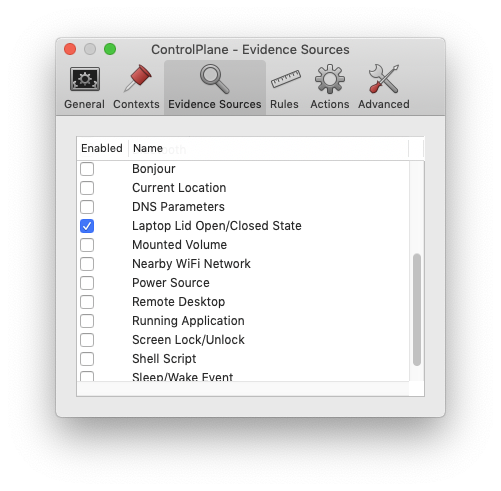 ControlPlane - Evidence Sources
General Contexts Evidence Sources Rules Actions Advanced
Enabled Name
Bonjour
Current Location
DNS Parameters
Laptop Lid Open/Closed State
Mounted Volume
Nearby WiFi Network
Power Source
Remote Desktop
Running Application
Screen Lock/Unlock
Shell Script
Sleep/Wake Event